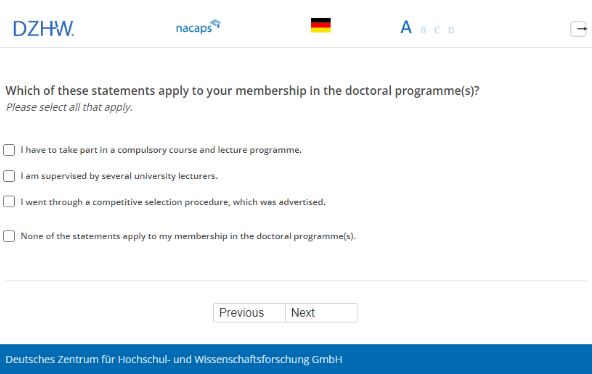 DZHW.
nacaps
A B C D
Which of these statements apply to your membership in the doctoral programme(s)?
Please select all that apply.
I have to take part in a compulsory course and lecture programme.
I am supervised by several university lecturers.
I went through a competitive selection procedure, which was advertised.
None of the statements apply to my membership in the doctoral programme(s).
Previous Next
Deutsches Zentrum für Hochschul- und Wissenschaftsforschung GmbH